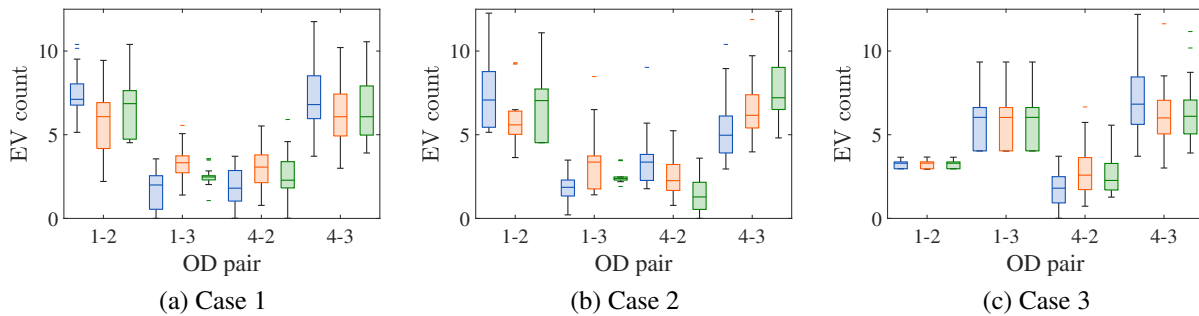 EV count
10
5
0
1-2 1-3 4-2 4-3
OD pair
(a) Case 1
EV count
10
5
0
1-2 1-3 4-2 4-3
OD pair
(b) Case 2
EV count
10
5
0
1-2 1-3 4-2 4-3
OD pair
(c) Case 3